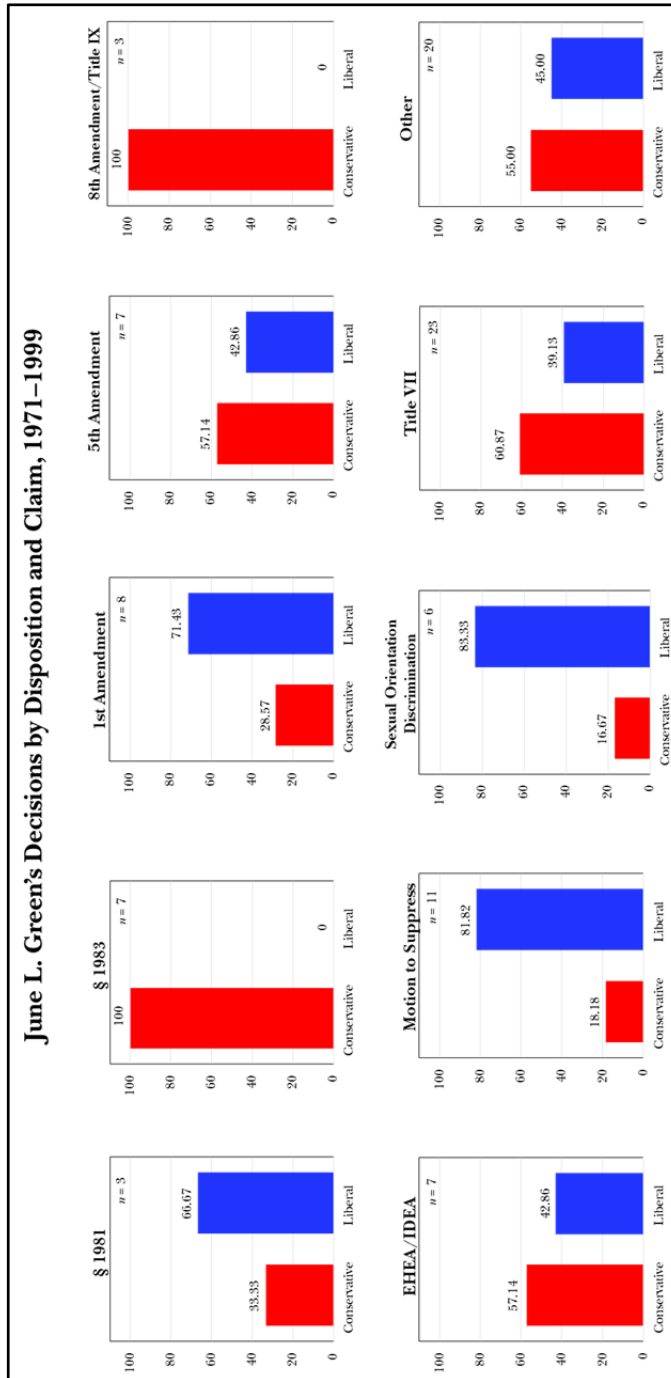 June L. Green's Decisions by Disposition and Claim, 1971–1999
§ 1981
n = 3
100
80
60
40
20
0
33.33
66.67
Conservative
Liberal
§ 1983
n = 7
100
80
60
40
20
0
100
0
Conservative
Liberal
1st Amendment
n = 8
100
80
60
40
20
0
28.57
71.43
Conservative
Liberal
5th Amendment
n = 7
100
80
60
40
20
0
57.14
42.86
Conservative
Liberal
8th Amendment/Title IX
n = 3
100
80
60
40
20
0
100
0
Conservative
Liberal
EHEA/IDEA
n = 7
100
80
60
40
20
0
57.14
42.86
Conservative
Liberal
Motion to Suppress
n = 11
100
80
60
40
20
0
18.18
81.82
Conservative
Liberal
Sexual Orientation
Discrimination
n = 6
100
80
60
40
20
0
16.67
83.33
Conservative
Liberal
Title VII
n = 23
100
80
60
40
20
0
60.87
39.13
Conservative
Liberal
Other
n = 20
100
80
60
40
20
0
55.00
45.00
Conservative
Liberal